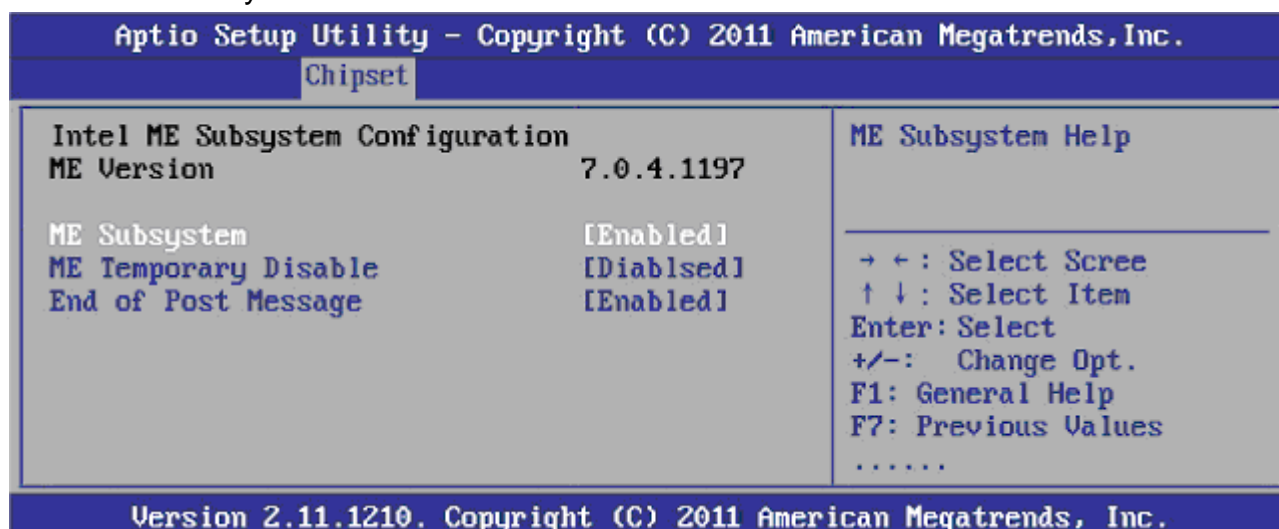 Aptio Setup Utility – Copyright (C) 2011 American Megatrends,Inc.
Chipset
Intel ME Subsystem Configuration
ME Version 7.0.4.1197
ME Subsystem [Enabled]
ME Temporary Disable [Diablsed]
End of Post Message [Enabled]
ME Subsystem Help
→ ←: Select Scree
↑ ↓: Select Item
Enter: Select
+/-: Change Opt.
F1: General Help
F7: Previous Values
......
Version 2.11.1210. Copyright (C) 2011 American Megatrends, Inc.